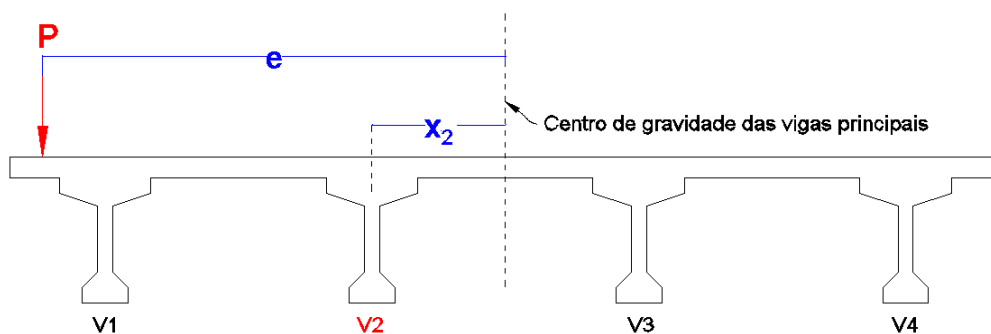 P
e
x₂
Centro de gravidade das vigas principais
V1
V2
V3
V4